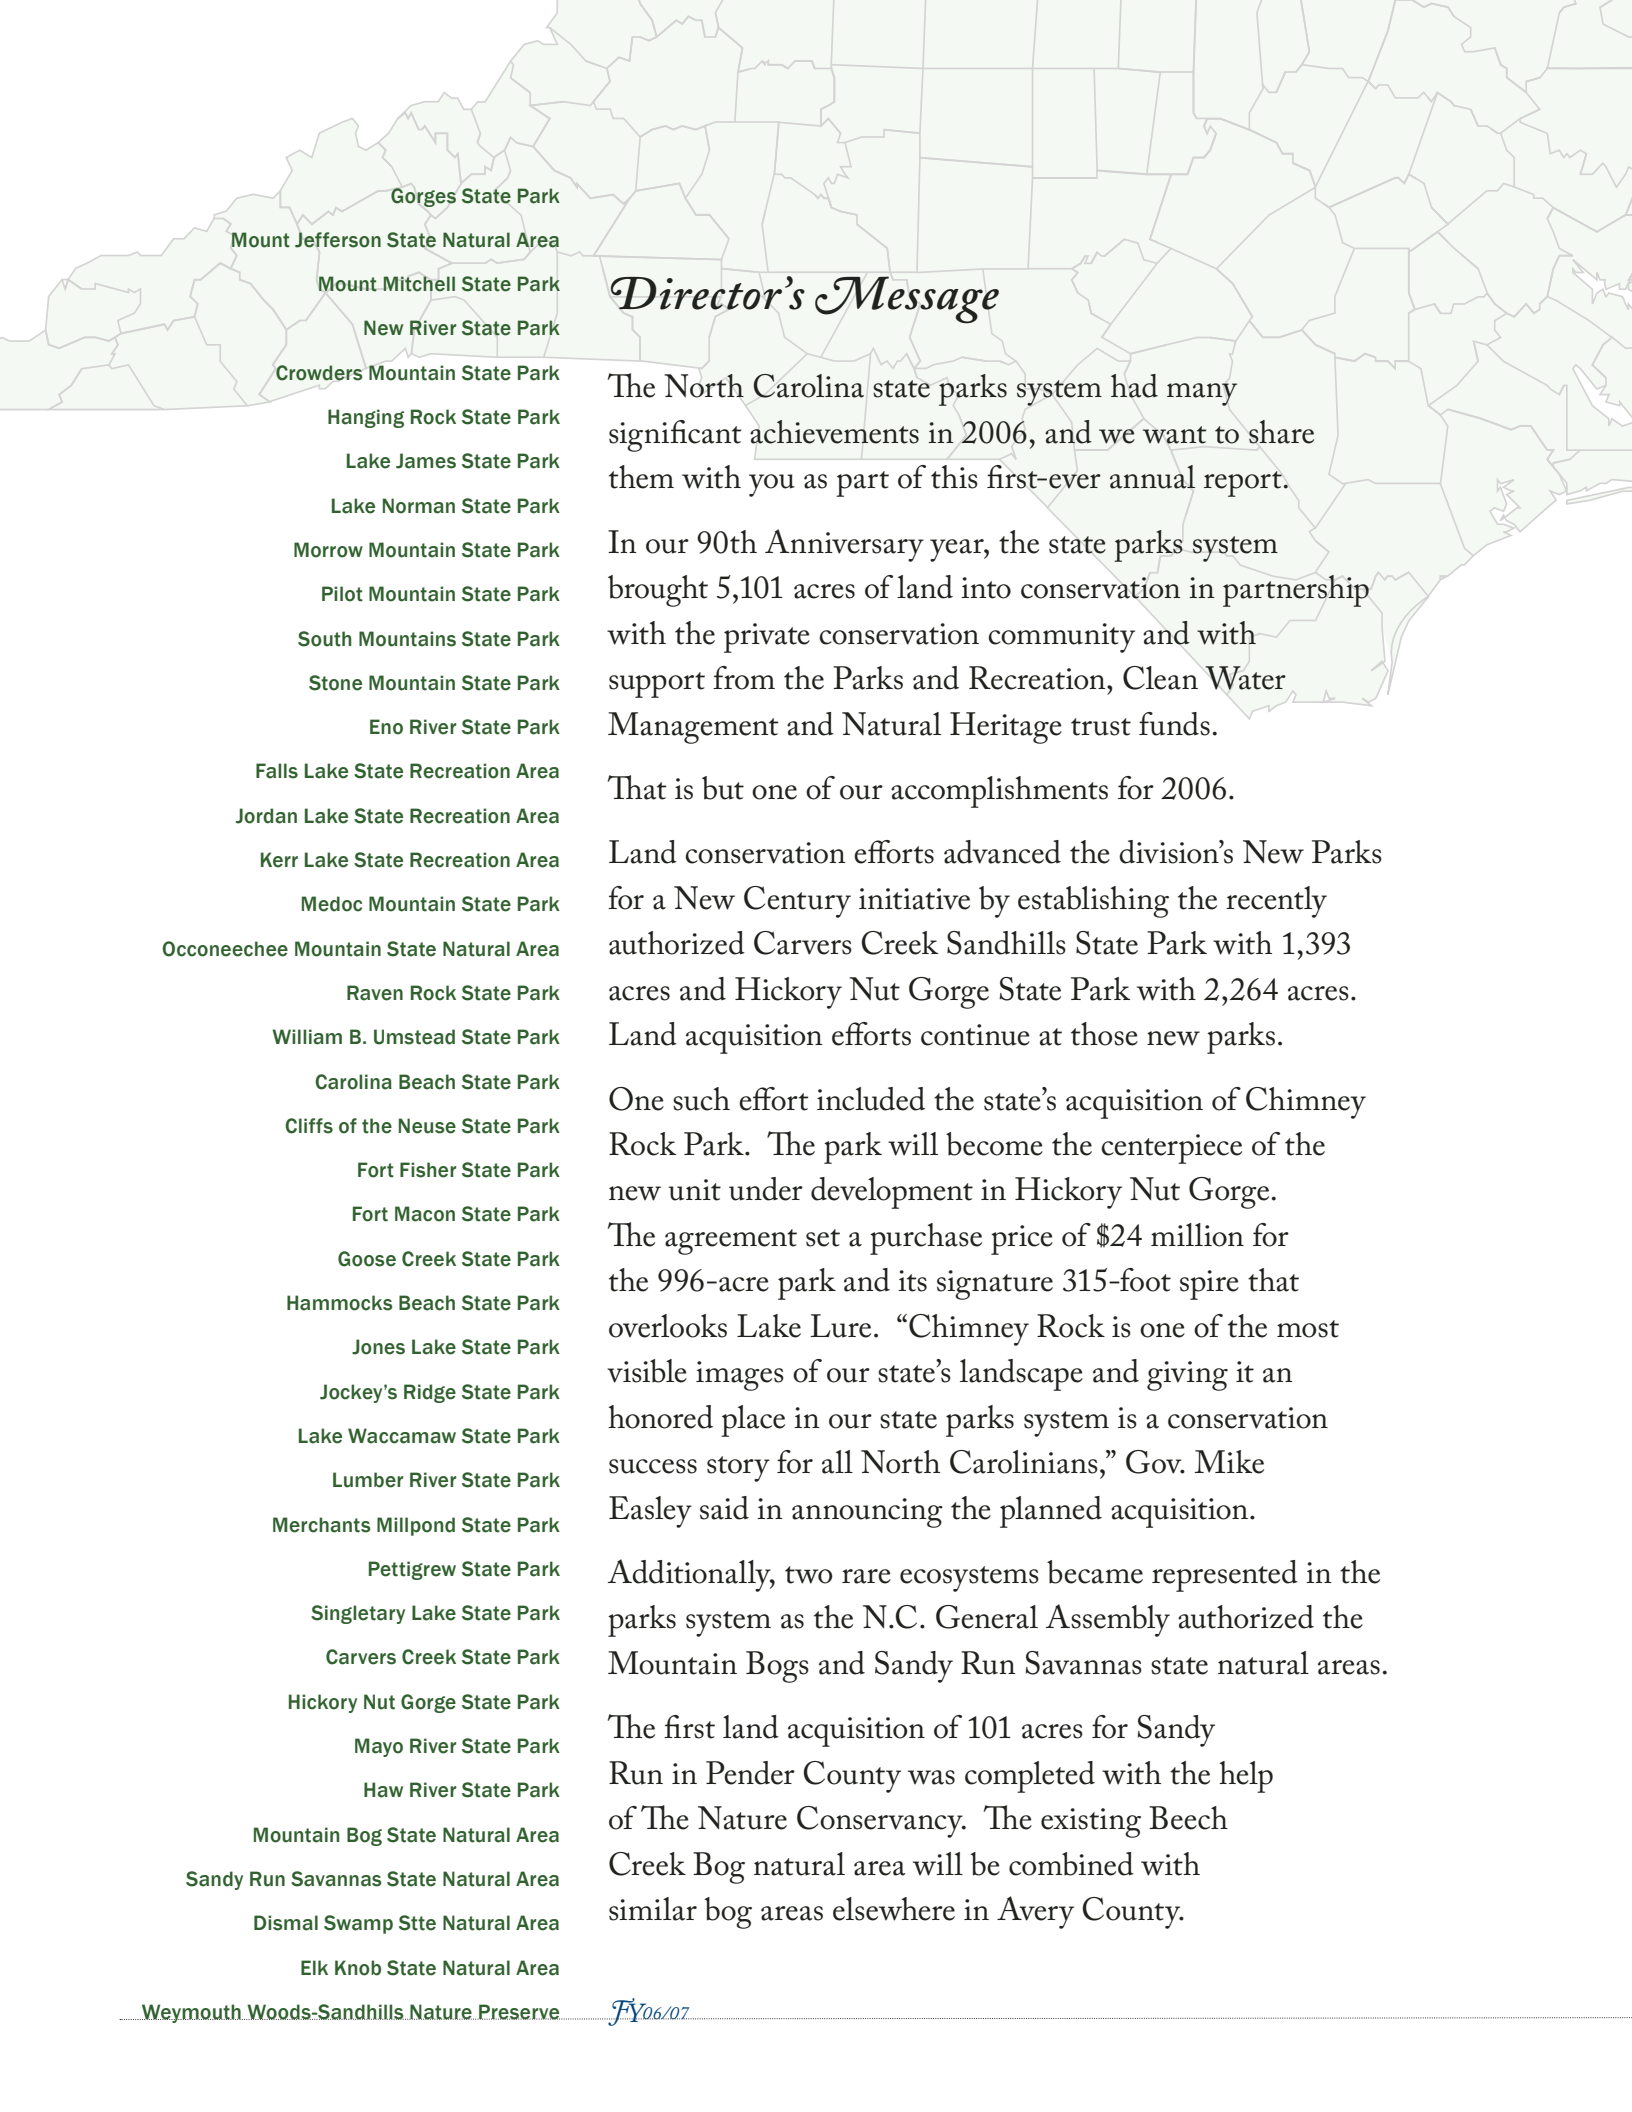 Gorges State Park
Mount Jefferson State Natural Area
Mount Mitchell State Park
New River State Park
Crowders Mountain State Park
Hanging Rock State Park
Lake James State Park
Lake Norman State Park
Morrow Mountain State Park
Pilot Mountain State Park
South Mountains State Park
Stone Mountain State Park
Eno River State Park
Falls Lake State Recreation Area
Jordan Lake State Recreation Area
Kerr Lake State Recreation Area
Medoc Mountain State Park
Occoneechee Mountain State Natural Area
Raven Rock State Park
William B. Umstead State Park
Carolina Beach State Park
Cliffs of the Neuse State Park
Fort Fisher State Park
Fort Macon State Park
Goose Creek State Park
Hammocks Beach State Park
Jones Lake State Park
Jockey’s Ridge State Park
Lake Waccamaw State Park
Lumber River State Park
Merchants Millpond State Park
Pettigrew State Park
Singletary Lake State Park
Carvers Creek State Park
Hickory Nut Gorge State Park
Mayo River State Park
Haw River State Park
Mountain Bog State Natural Area
Sandy Run Savannas State Natural Area
Dismal Swamp Stte Natural Area
Elk Knob State Natural Area
Weymouth Woods-Sandhills Nature Preserve
Director’s Message
The North Carolina state parks system had many
significant achievements in 2006, and we want to share
them with you as part of this first-ever annual report.
In our 90th Anniversary year, the state parks system
brought 5,101 acres of land into conservation in partnership
with the private conservation community and with
support from the Parks and Recreation, Clean Water
Management and Natural Heritage trust funds.
That is but one of our accomplishments for 2006.
Land conservation efforts advanced the division’s New Parks
for a New Century initiative by establishing the recently
authorized Carvers Creek Sandhills State Park with 1,393
acres and Hickory Nut Gorge State Park with 2,264 acres.
Land acquisition efforts continue at those new parks.
One such effort included the state’s acquisition of Chimney
Rock Park.  The park will become the centerpiece of the
new unit under development in Hickory Nut Gorge.
The agreement set a purchase price of $24 million for
the 996-acre park and its signature 315-foot spire that
overlooks Lake Lure.  “Chimney Rock is one of the most
visible images of our state’s landscape and giving it an
honored place in our state parks system is a conservation
success story for all North Carolinians,” Gov. Mike
Easley said in announcing the planned acquisition.
Additionally, two rare ecosystems became represented in the
parks system as the N.C. General Assembly authorized the
Mountain Bogs and Sandy Run Savannas state natural areas.
The first land acquisition of 101 acres for Sandy
Run in Pender County was completed with the help
of The Nature Conservancy.  The existing Beech
Creek Bog natural area will be combined with
similar bog areas elsewhere in Avery County.
FY06/07